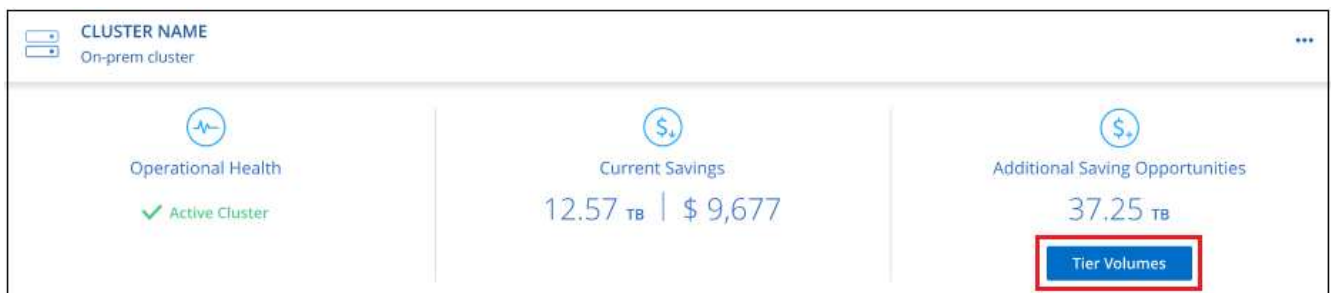 CLUSTER NAME
On-prem cluster
Operational Health
Active Cluster
Current Savings
12.57 TB | $ 9,677
Additional Saving Opportunities
37.25 TB
Tier Volumes